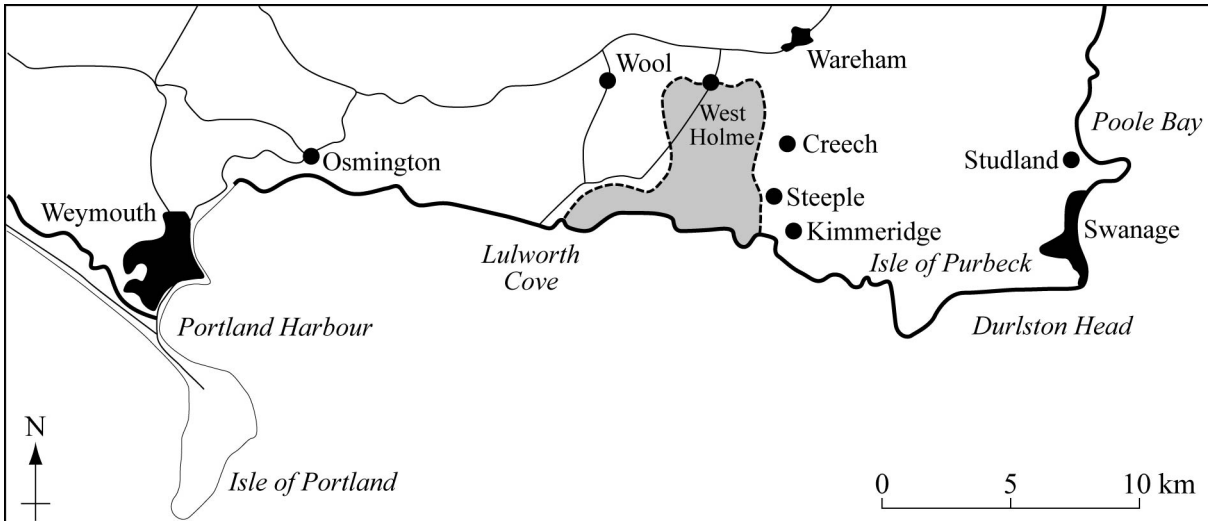 Wool
Wareham
West
Holme
Poole Bay
Creech
Studland
Osmington
Steeple
Weymouth
Kimmeridge
Swanage
Lulworth
Cove
Isle of Purbeck
Portland Harbour
Durlston Head
N
Isle of Portland
0 5 10 km